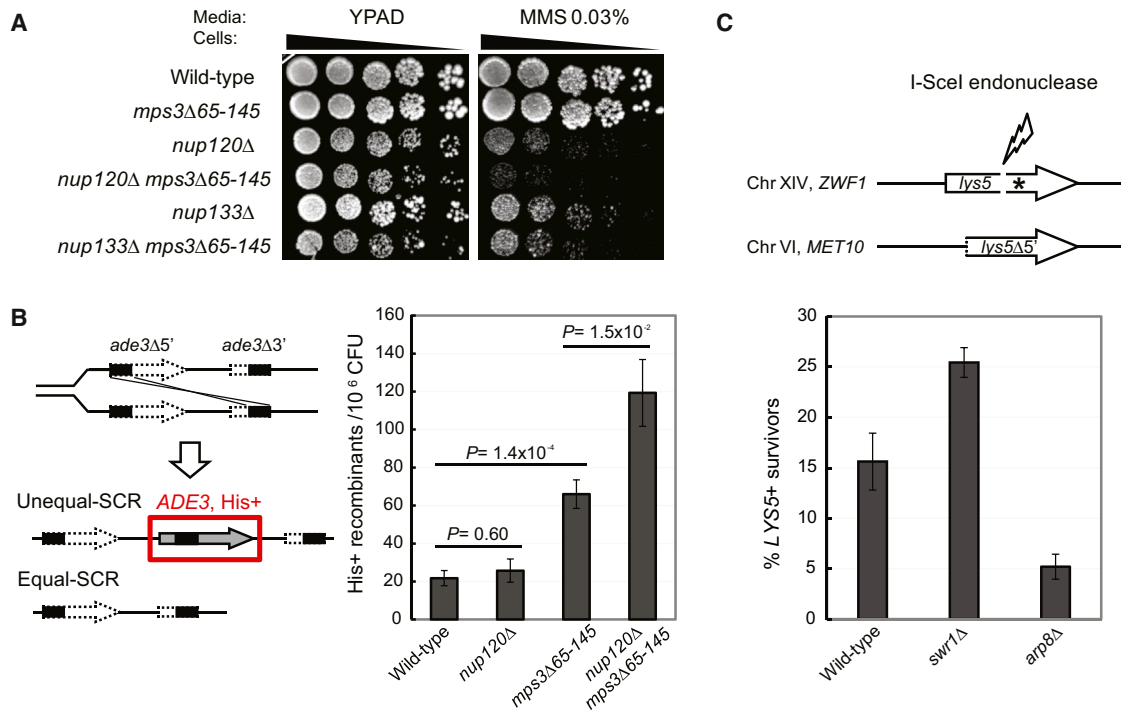 A
Media: YPAD MMS 0.03%
Cells:
Wild-type
mps3Δ65-145
nup120Δ
nup120Δ mps3Δ65-145
nup133Δ
nup133Δ mps3Δ65-145
C
I-SceI endonuclease
Chr XIV, ZWF1 lys5 *
Chr VI, MET10 lys5Δ5'
B
ade3Δ5' ade3Δ3'
Unequal-SCR ADE3, His+
Equal-SCR
His+ recombinants /10⁶ CFU
160
140
120
100
80
60
40
20
0
P= 1.5x10⁻²
P= 1.4x10⁻⁴
P= 0.60
Wild-type
nup120Δ
mps3Δ65-145
nup120Δ
mps3Δ65-145
% LYS5+ survivors
30
25
20
15
10
5
0
Wild-type
swr1Δ
arp8Δ